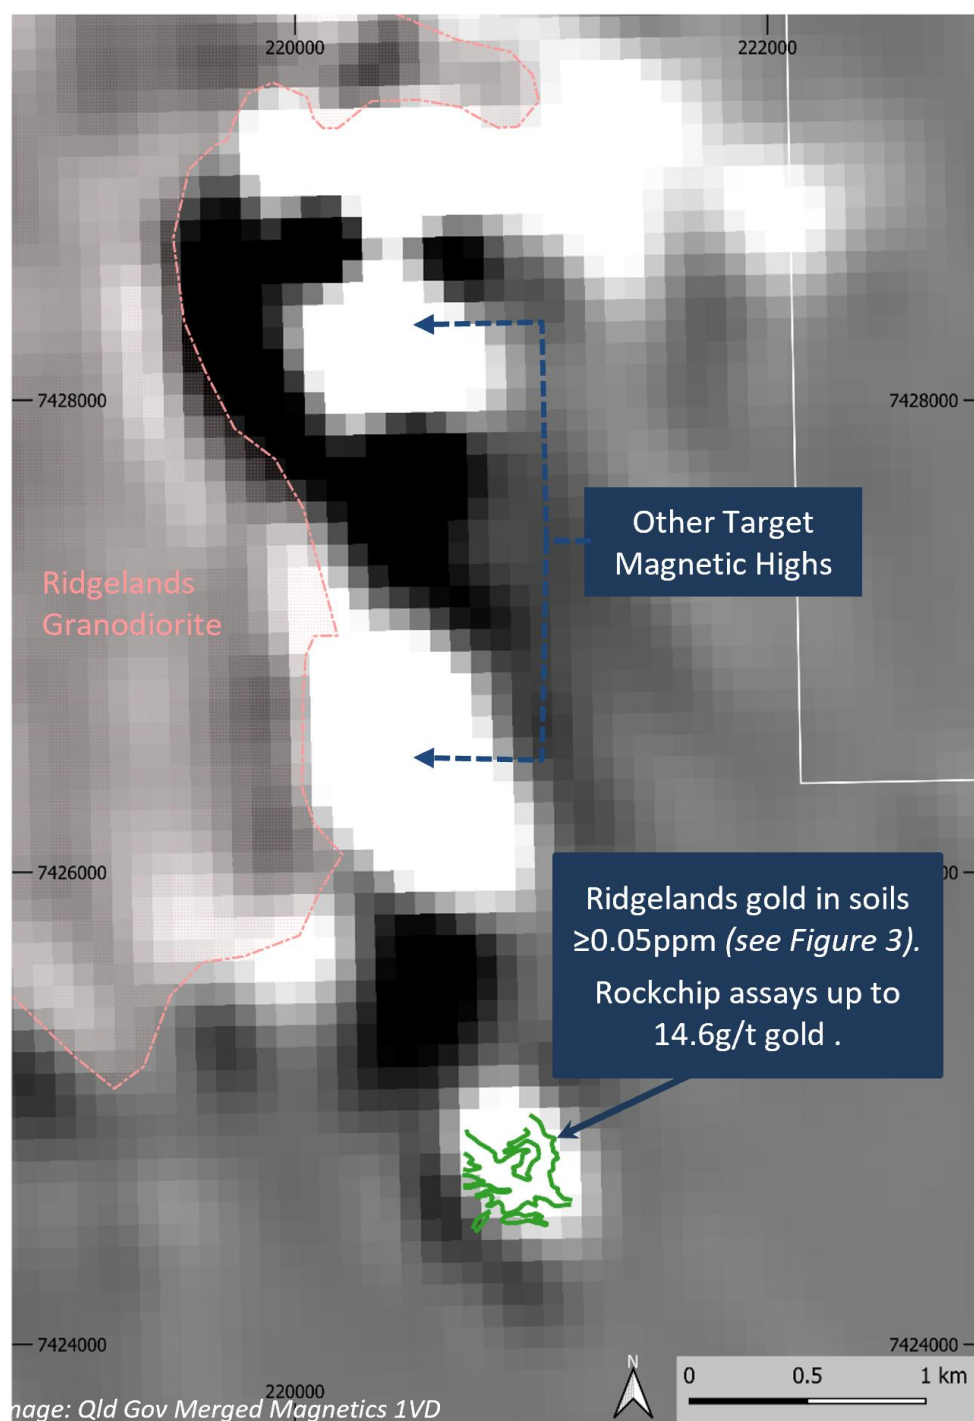 220000
222000
7428000
7428000
Other Target
Magnetic Highs
Ridgelands
Granodiorite
7426000
Ridgelands gold in soils
≥0.05ppm (see Figure 3).
Rockchip assays up to
14.6g/t gold .
7424000
7424000
N
0 0.5 1 km
220000
mage: Qld Gov Merged Magnetics 1VD